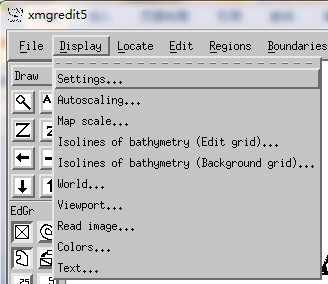 xmgredit5
File Display Locate Edit Regions Boundaries
Draw
Settings...
Autoscaling...
Map scale...
Isolines of bathymetry (Edit grid)...
Isolines of bathymetry (Background grid)...
World...
Viewport...
Read image...
Colors...
Text...
A
Z Z
EdGr